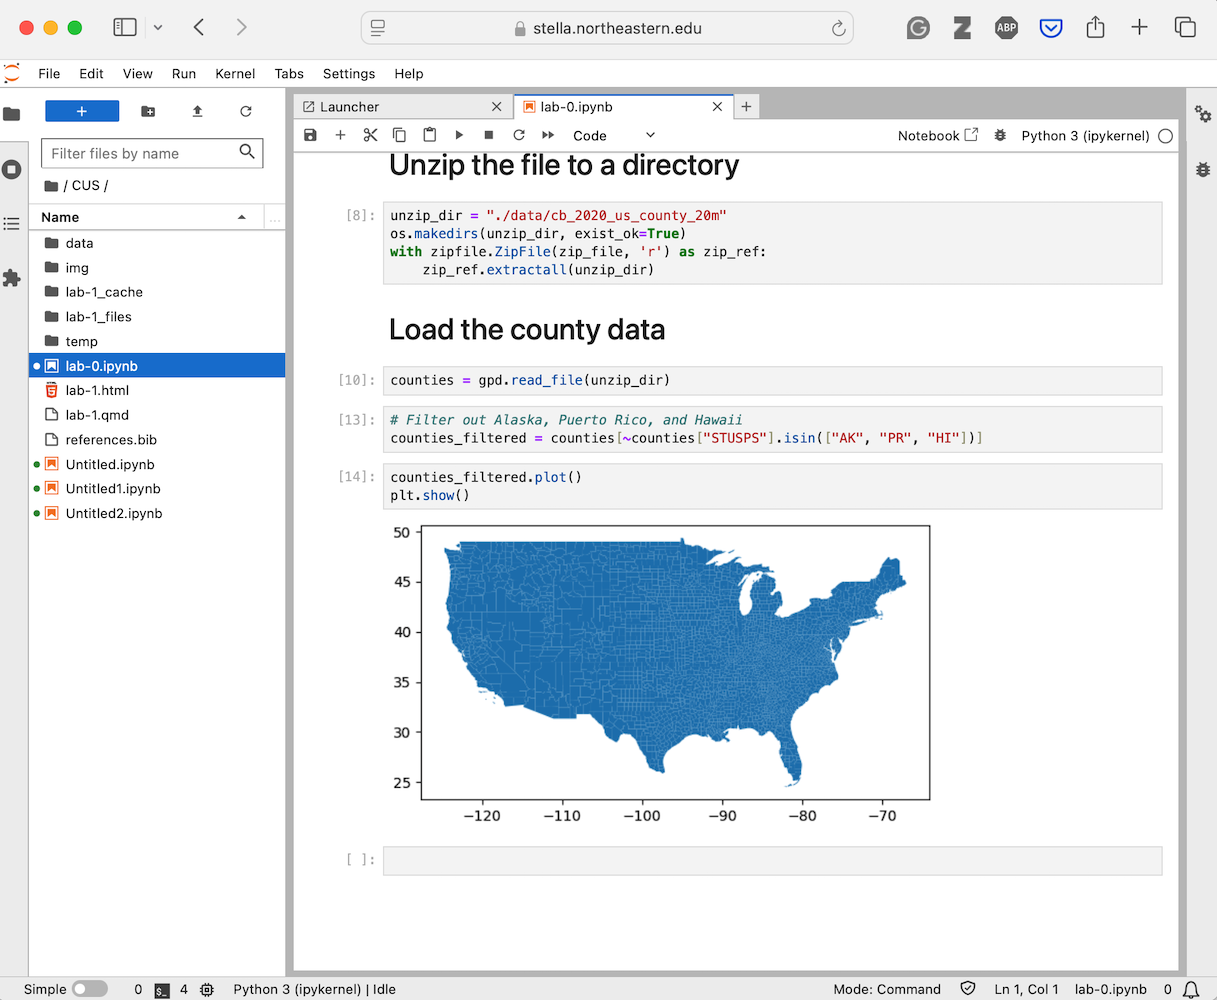 stella.northeastern.edu
ABP
File Edit View Run Kernel Tabs Settings Help
+
Launcher
lab-0.ipynb
Filter files by name
Code
Notebook
Python 3 (ipykernel)
/ CUS /
Name
...
data
img
lab-1_cache
lab-1_files
temp
lab-0.ipynb
lab-1.html
lab-1.qmd
references.bib
Untitled.ipynb
Untitled1.ipynb
Untitled2.ipynb
Unzip the file to a directory
[8]: unzip_dir = "./data/cb_2020_us_county_20m"
os.makedirs(unzip_dir, exist_ok=True)
with zipfile.ZipFile(zip_file, 'r') as zip_ref:
    zip_ref.extractall(unzip_dir)
Load the county data
[10]: counties = gpd.read_file(unzip_dir)
[13]: # Filter out Alaska, Puerto Rico, and Hawaii
counties_filtered = counties[~counties["STUSPS"].isin(["AK", "PR", "HI"])]
[14]: counties_filtered.plot()
plt.show()
50
45
40
35
30
25
−120 −110 −100 −90 −80 −70
[ ]:
Simple 0 4 Python 3 (ipykernel) | Idle Mode: Command Ln 1, Col 1 lab-0.ipynb 0